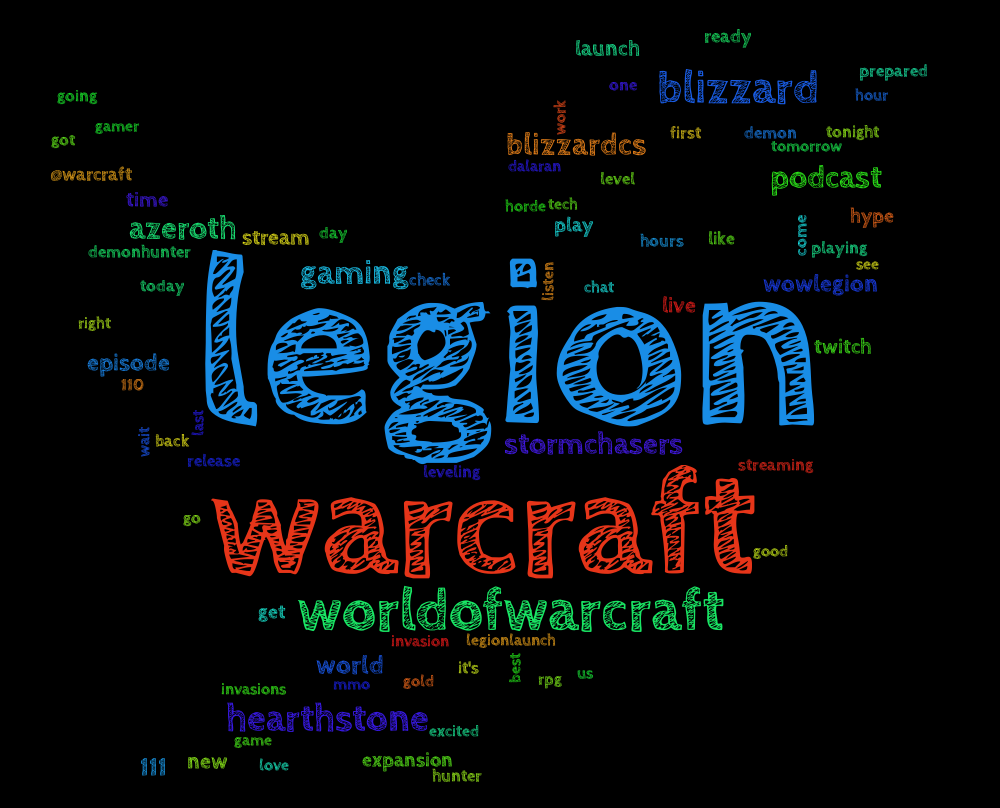 ready
launch
blizzard
prepared
one
hour
going
work
gamer
got
first
demon
tonight
blizzardcs
tomorrow
dalaran
@warcraft
level
podcast
time
horde
tech
hype
azeroth
stream
day
play
come
hours
like
playing
demonhunter
see
gaming
check
listen
today
chat
wowlegion
live
legion
right
twitch
episode
110
last
wait
back
stormchasers
release
leveling
streaming
go
warcraft
good
get
worldofwarcraft
invasion
legionlaunch
world
it's
best
us
mmo
gold
rpg
invasions
hearthstone
excited
game
111
new
love
expansion
hunter